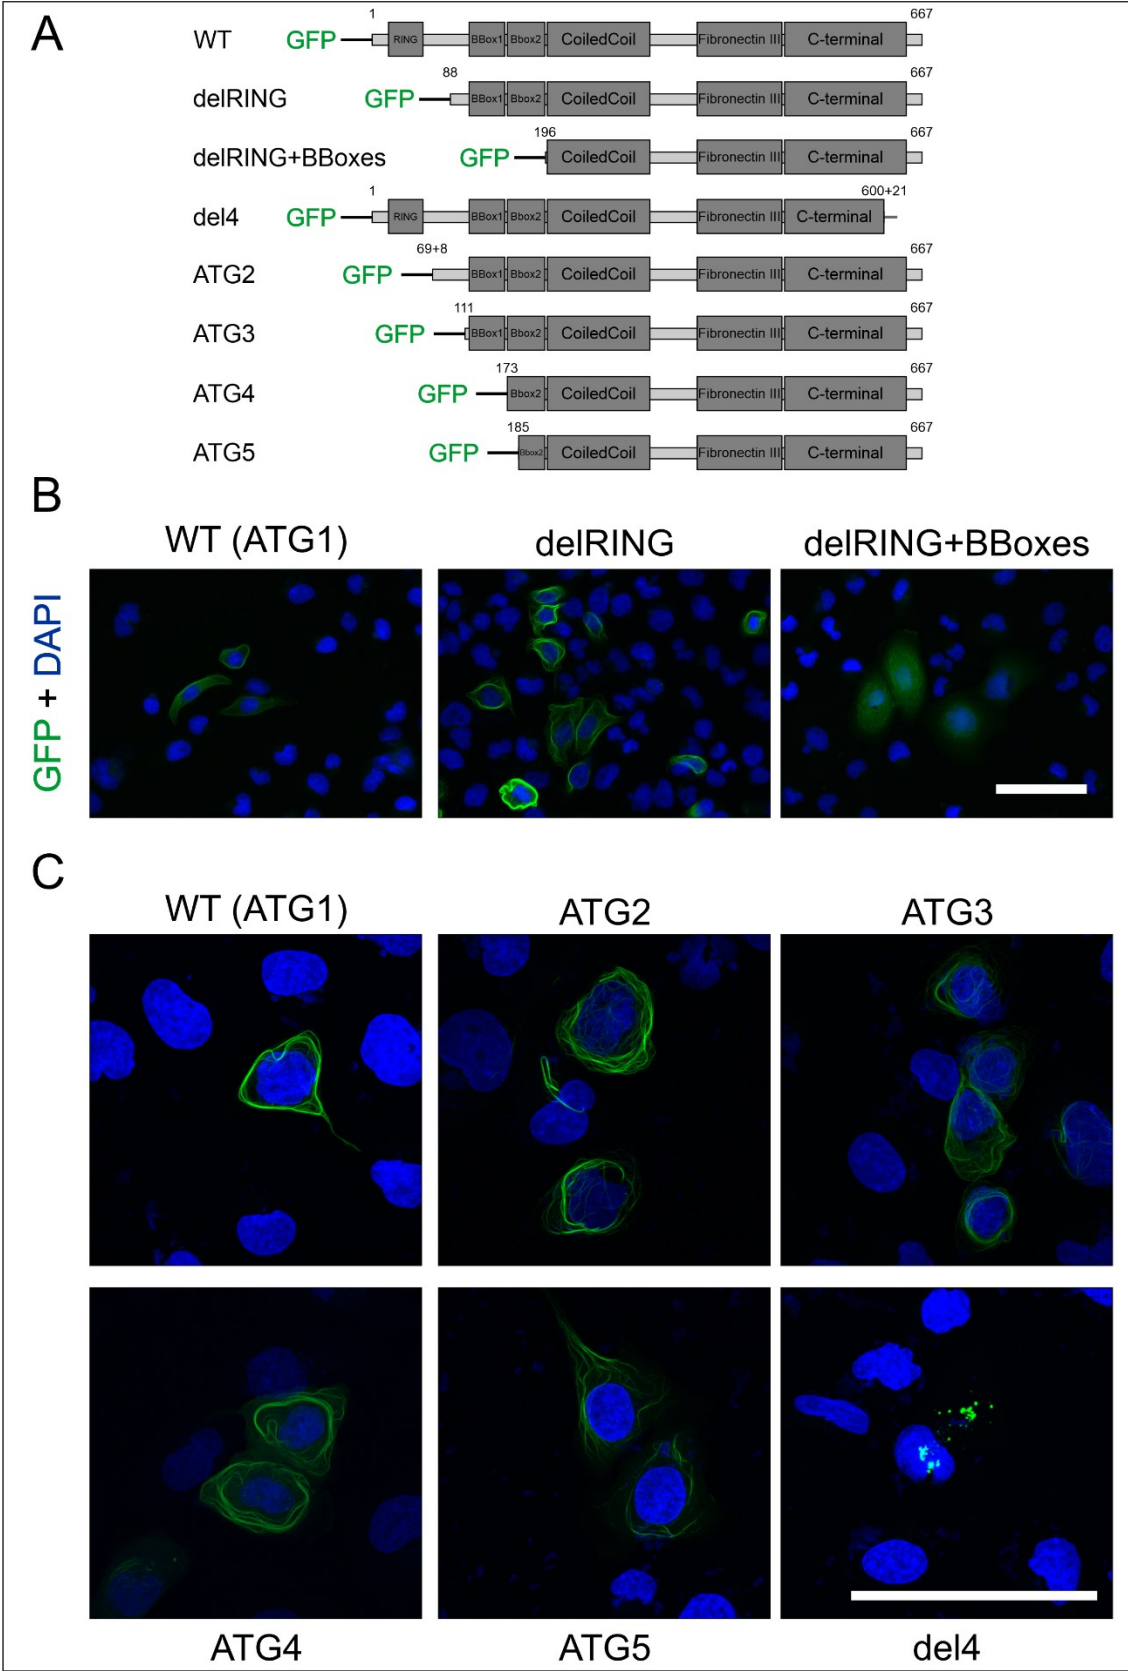 A
1 667
WT GFP RING BBox1 Bbox2 CoiledCoil Fibronectin III C-terminal
88 667
delRING GFP BBox1 Bbox2 CoiledCoil Fibronectin III C-terminal
196 667
delRING+BBoxes GFP CoiledCoil Fibronectin III C-terminal
1 600+21
del4 GFP RING BBox1 Bbox2 CoiledCoil Fibronectin III C-terminal
69+8 667
ATG2 GFP BBox1 Bbox2 CoiledCoil Fibronectin III C-terminal
111 667
ATG3 GFP BBox1 Bbox2 CoiledCoil Fibronectin III C-terminal
173 667
ATG4 GFP Bbox2 CoiledCoil Fibronectin III C-terminal
185 667
ATG5 GFP Bbox2 CoiledCoil Fibronectin III C-terminal
B
WT (ATG1) delRING delRING+BBoxes
GFP + DAPI
C
WT (ATG1) ATG2 ATG3
ATG4 ATG5 del4